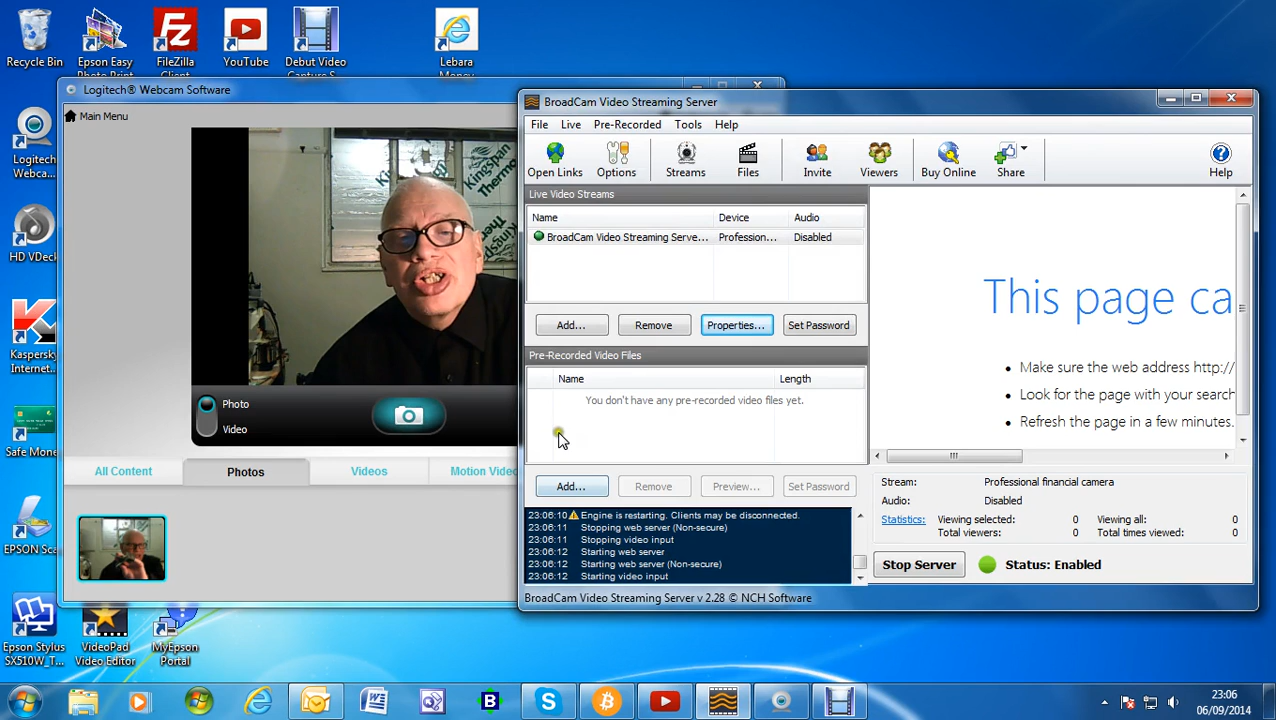 Recycle Bin
Epson Easy
Photo Print
FileZilla
Client
YouTube
Debut Video
Capture S...
Lebara
Money
Logitech® Webcam Software
Main Menu
Logitech
Webca...
HD VDeck
Kaspersky
Internet...
Safe Mone
EPSON Sca
Epson Stylus
SX510W_T...
VideoPad
Video Editor
MyEpson
Portal
Kingspan
Thermo
Photo
Video
All Content
Photos
Videos
Motion Video
BroadCam Video Streaming Server
File Live Pre-Recorded Tools Help
Open Links Options Streams Files Invite Viewers Buy Online Share Help
Live Video Streams
Name Device Audio
BroadCam Video Streaming Serve... Profession... Disabled
Add... Remove Properties... Set Password
Pre-Recorded Video Files
Name Length
You don't have any pre-recorded video files yet.
Add... Remove Preview... Set Password
23:06:10 Engine is restarting. Clients may be disconnected.
23:06:11 Stopping web server (Non-secure)
23:06:11 Stopping video input
23:06:12 Starting web server
23:06:12 Starting web server (Non-secure)
23:06:12 Starting video input
This page ca
Make sure the web address http://
Look for the page with your search
Refresh the page in a few minutes.
Stream: Professional financial camera
Audio: Disabled
Statistics: Viewing selected: 0 Viewing all: 0
Total viewers: 0 Total times viewed: 0
Stop Server Status: Enabled
BroadCam Video Streaming Server v 2.28 © NCH Software
23:06
06/09/2014